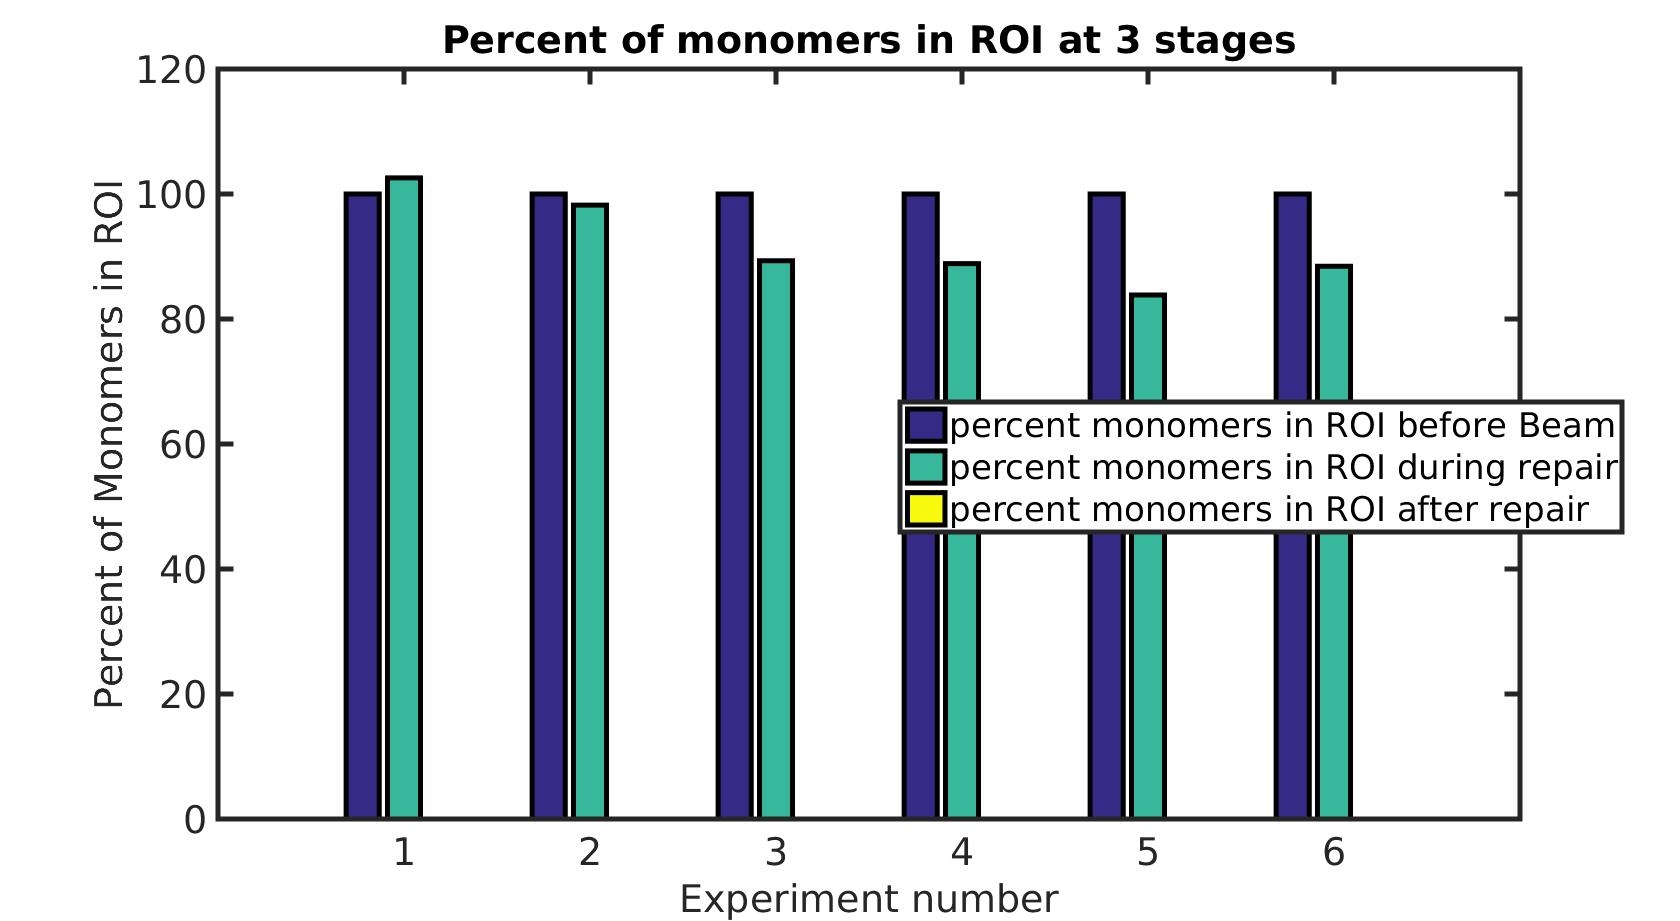 Percent of monomers in ROI at 3 stages
120
100
80
60
40
20
0
Percent of Monomers in ROI
percent monomers in ROI before Beam
percent monomers in ROI during repair
percent monomers in ROI after repair
1 2 3 4 5 6
Experiment number